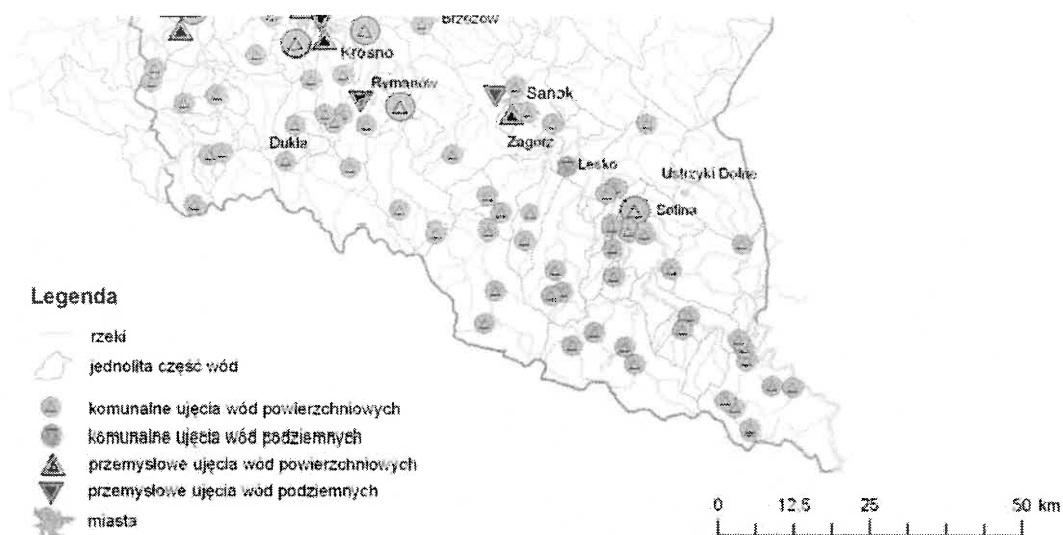 Brzozów
Krosno
Rymanów
Sanok
Zagórz
Dukla
Lesko
Ustrzyki Dolne
Solina
Legenda
rzeki
jednolita część wód
komunalne ujęcia wód powierzchniowych
komunalne ujęcia wód podziemnych
przemysłowe ujęcia wód powierzchniowych
przemysłowe ujęcia wód podziemnych
miasta
0 12,5 25 50 km